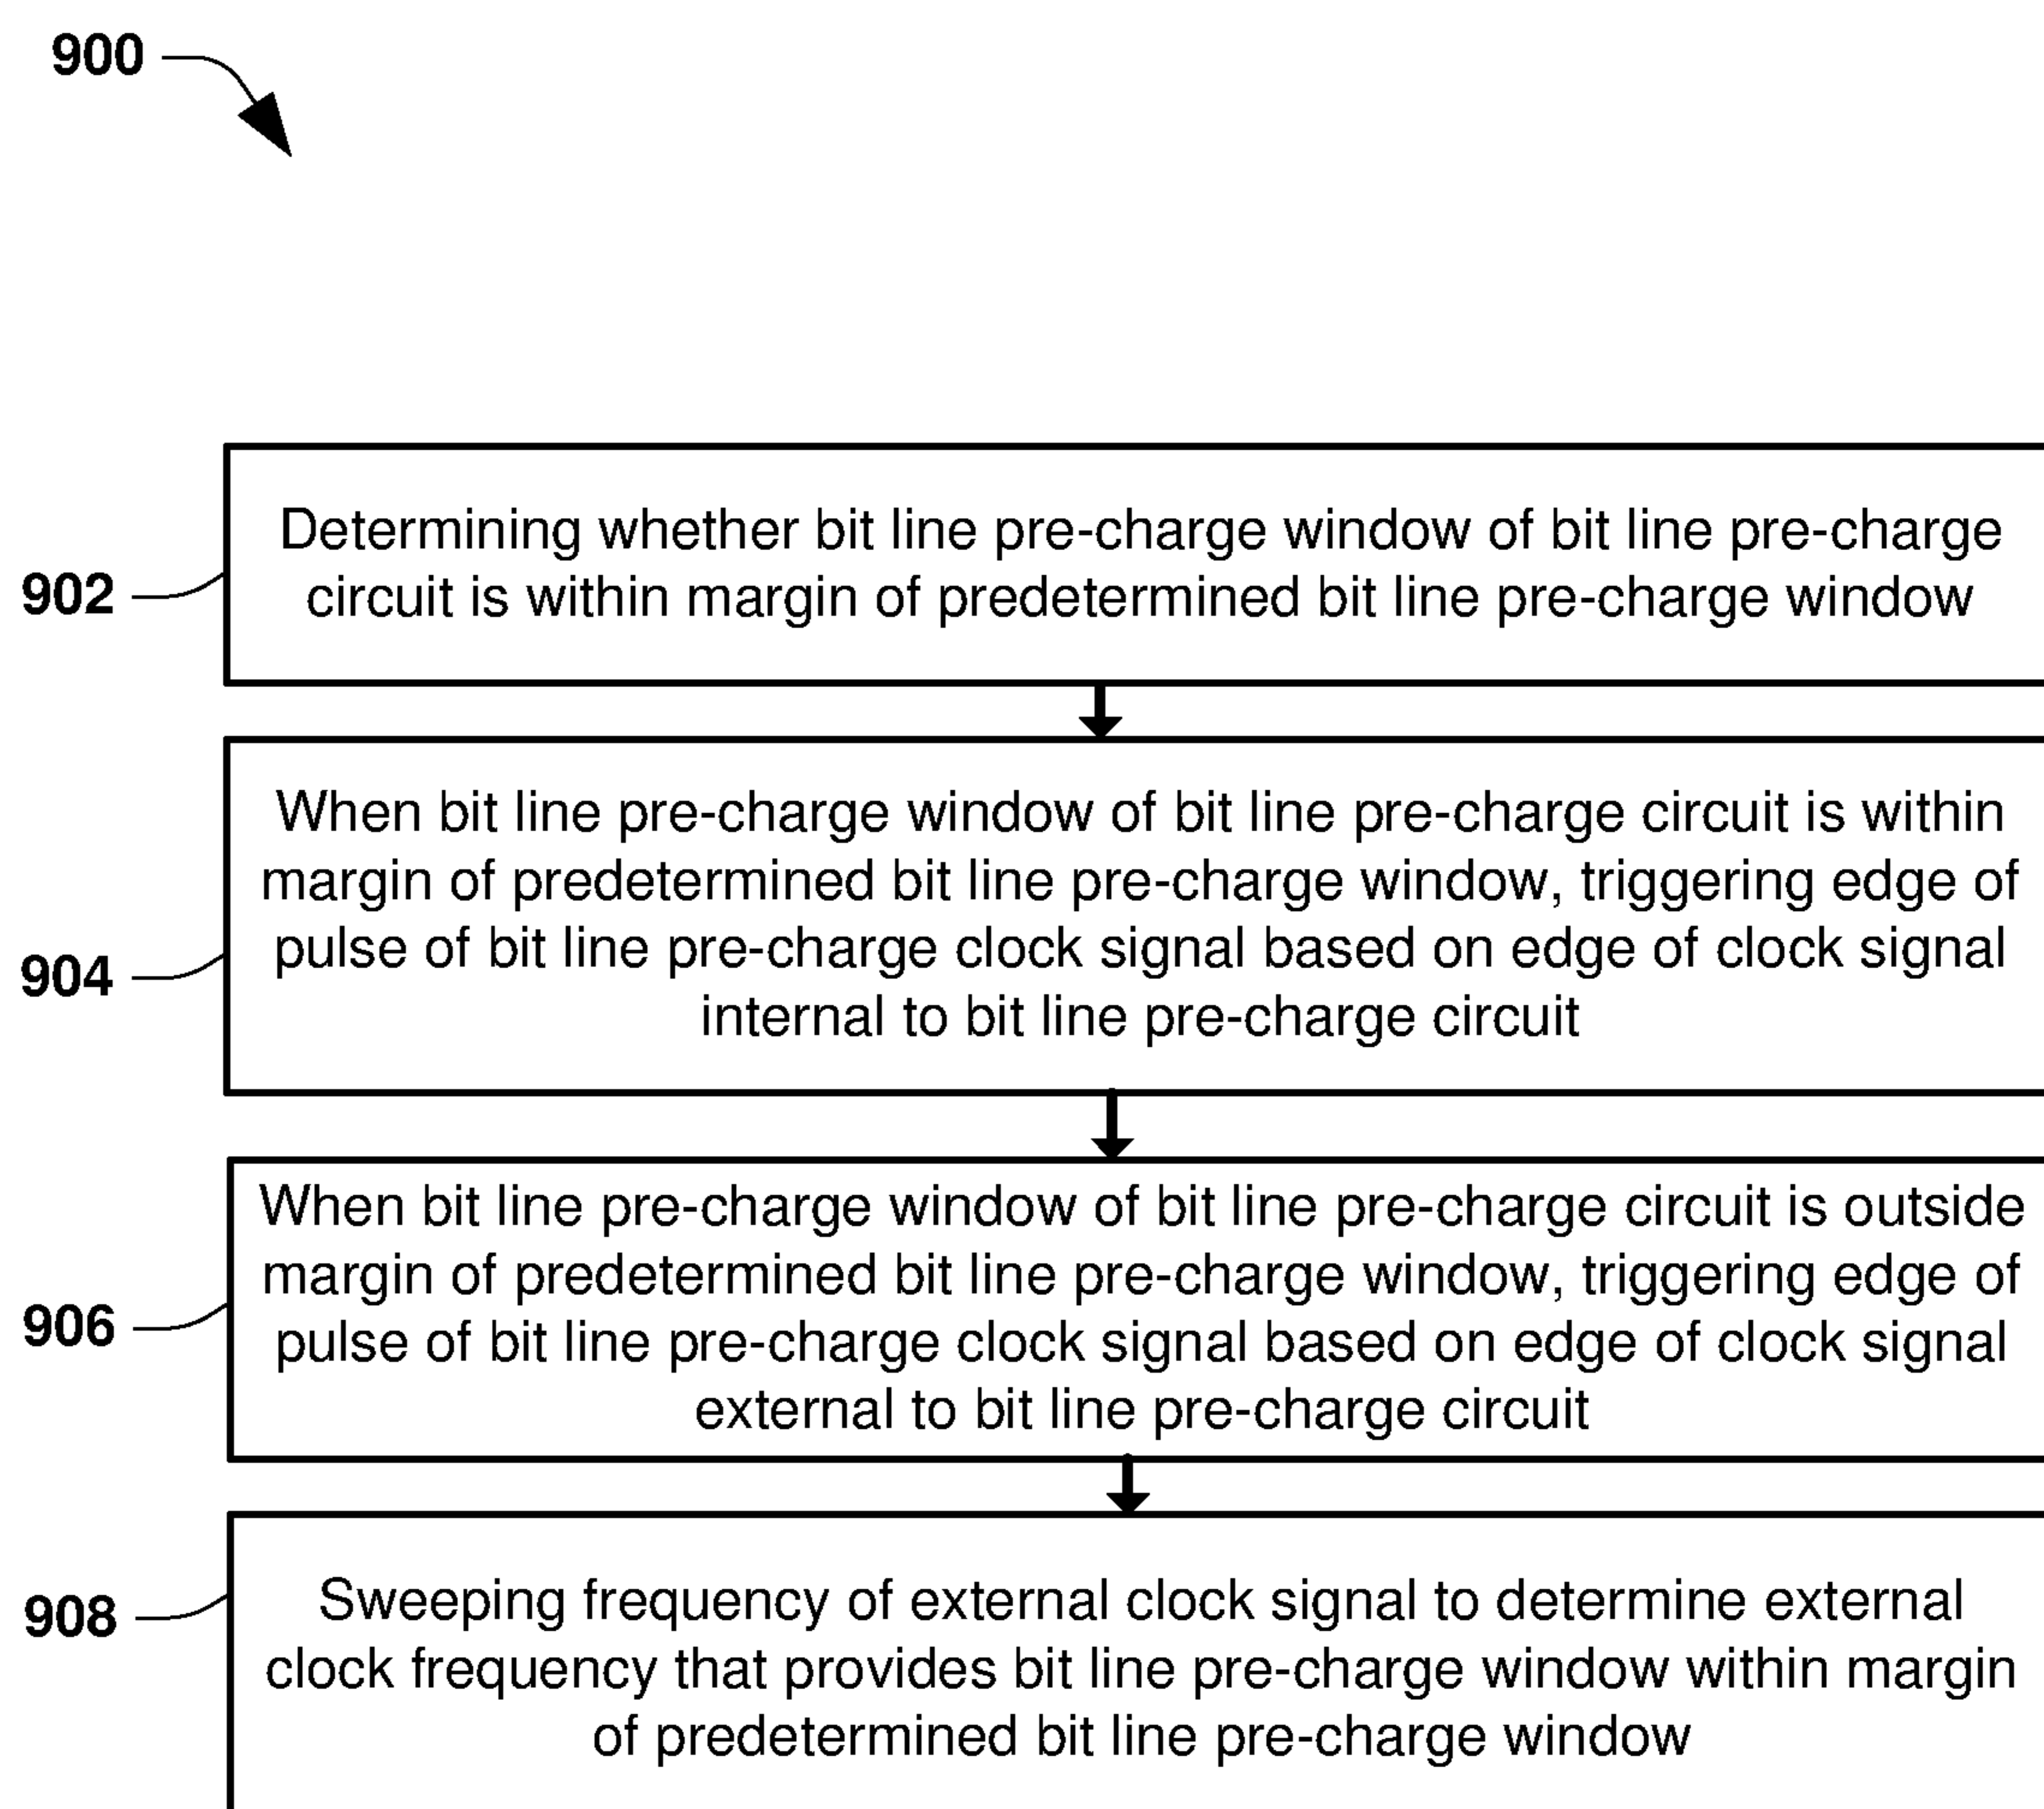 900
Determining whether bit line pre-charge window of bit line pre-charge
circuit is within margin of predetermined bit line pre-charge window
902
When bit line pre-charge window of bit line pre-charge circuit is within
margin of predetermined bit line pre-charge window, triggering edge of
pulse of bit line pre-charge clock signal based on edge of clock signal
internal to bit line pre-charge circuit
904
When bit line pre-charge window of bit line pre-charge circuit is outside
margin of predetermined bit line pre-charge window, triggering edge of
pulse of bit line pre-charge clock signal based on edge of clock signal
external to bit line pre-charge circuit
906
Sweeping frequency of external clock signal to determine external
clock frequency that provides bit line pre-charge window within margin
of predetermined bit line pre-charge window
908